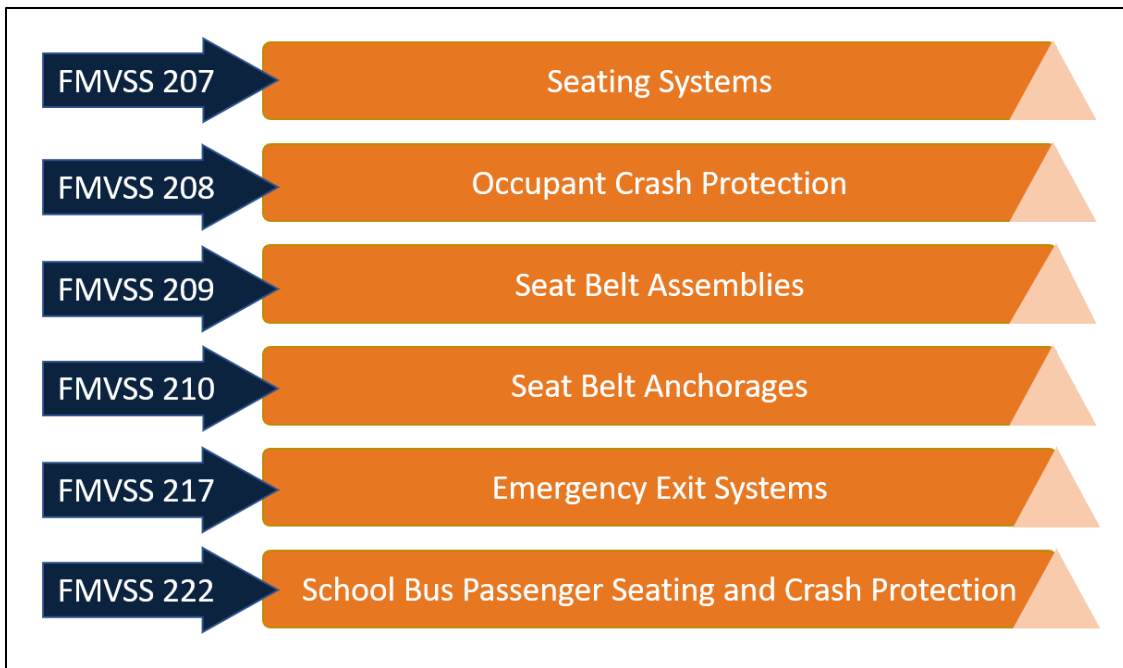 FMVSS 207
Seating Systems
FMVSS 208
Occupant Crash Protection
FMVSS 209
Seat Belt Assemblies
FMVSS 210
Seat Belt Anchorages
FMVSS 217
Emergency Exit Systems
FMVSS 222
School Bus Passenger Seating and Crash Protection